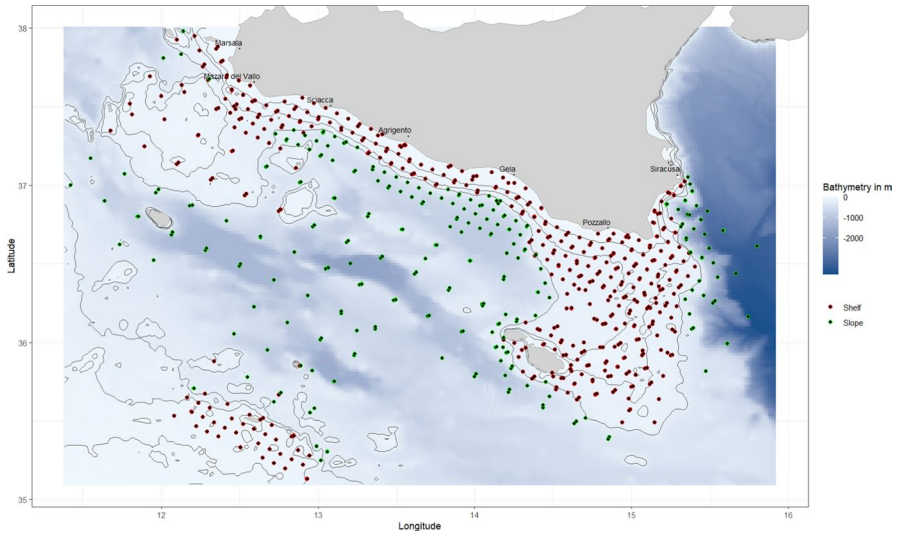 38
37
36
35
Latitude
12
13
14
15
16
Longitude
Marsala
Mazara del Vallo
Sciacca
Agrigento
Gela
Siracusa
Pozzallo
Bathymetry in m
0
-1000
-2000
Shelf
Slope